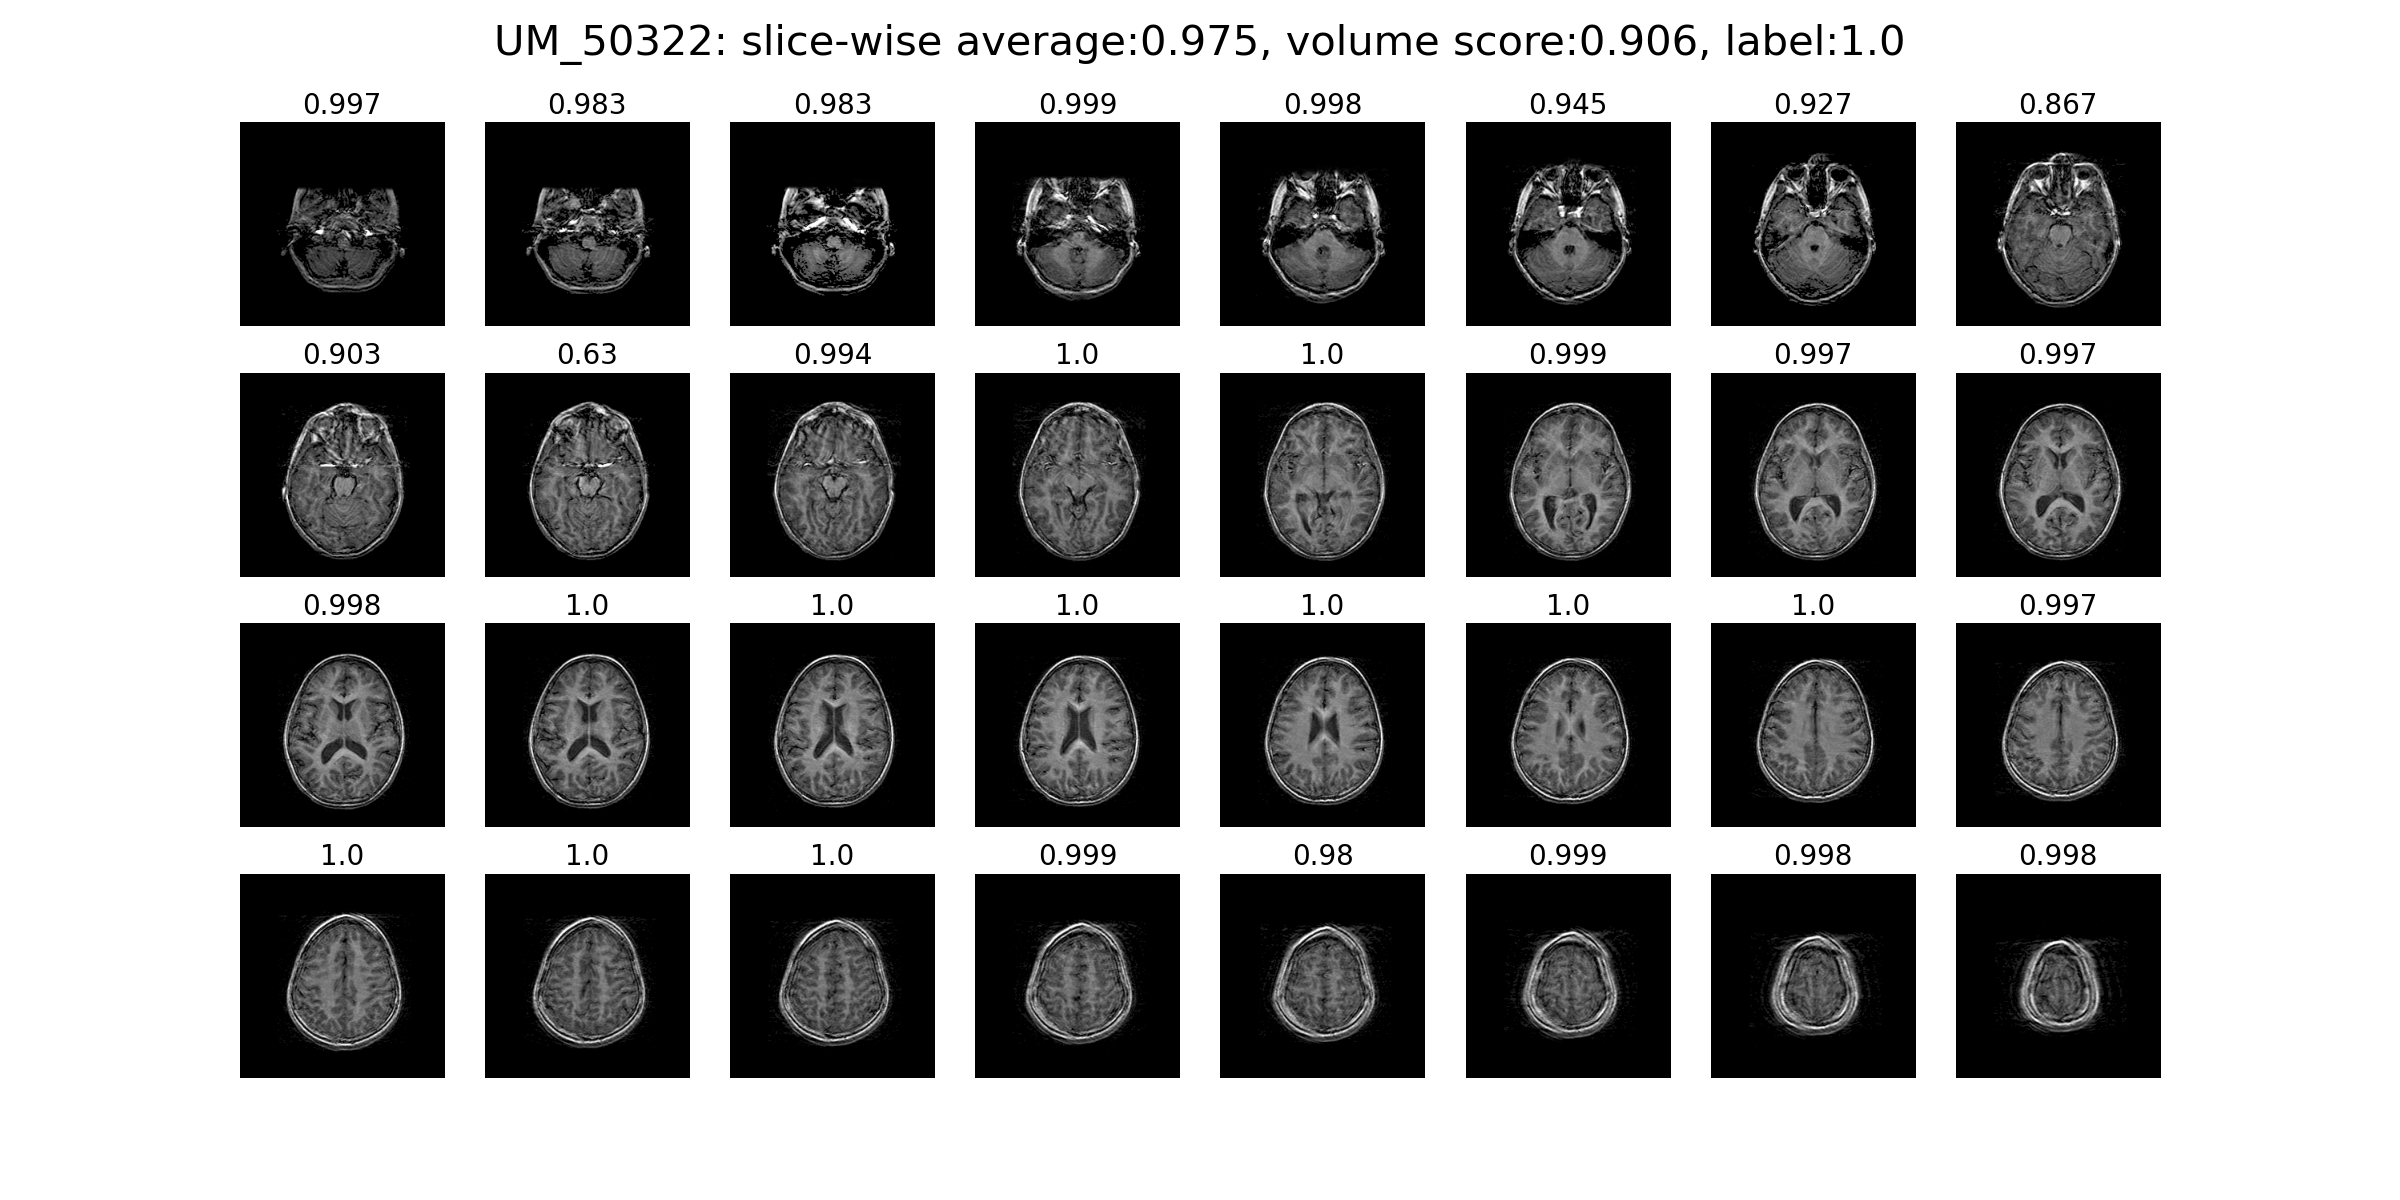 UM_50322: slice-wise average:0.975, volume score:0.906, label:1.0
0.997 0.983 0.983 0.999 0.998 0.945 0.927 0.867
0.903 0.63 0.994 1.0 1.0 0.999 0.997 0.997
0.998 1.0 1.0 1.0 1.0 1.0 1.0 0.997
1.0 1.0 1.0 0.999 0.98 0.999 0.998 0.998